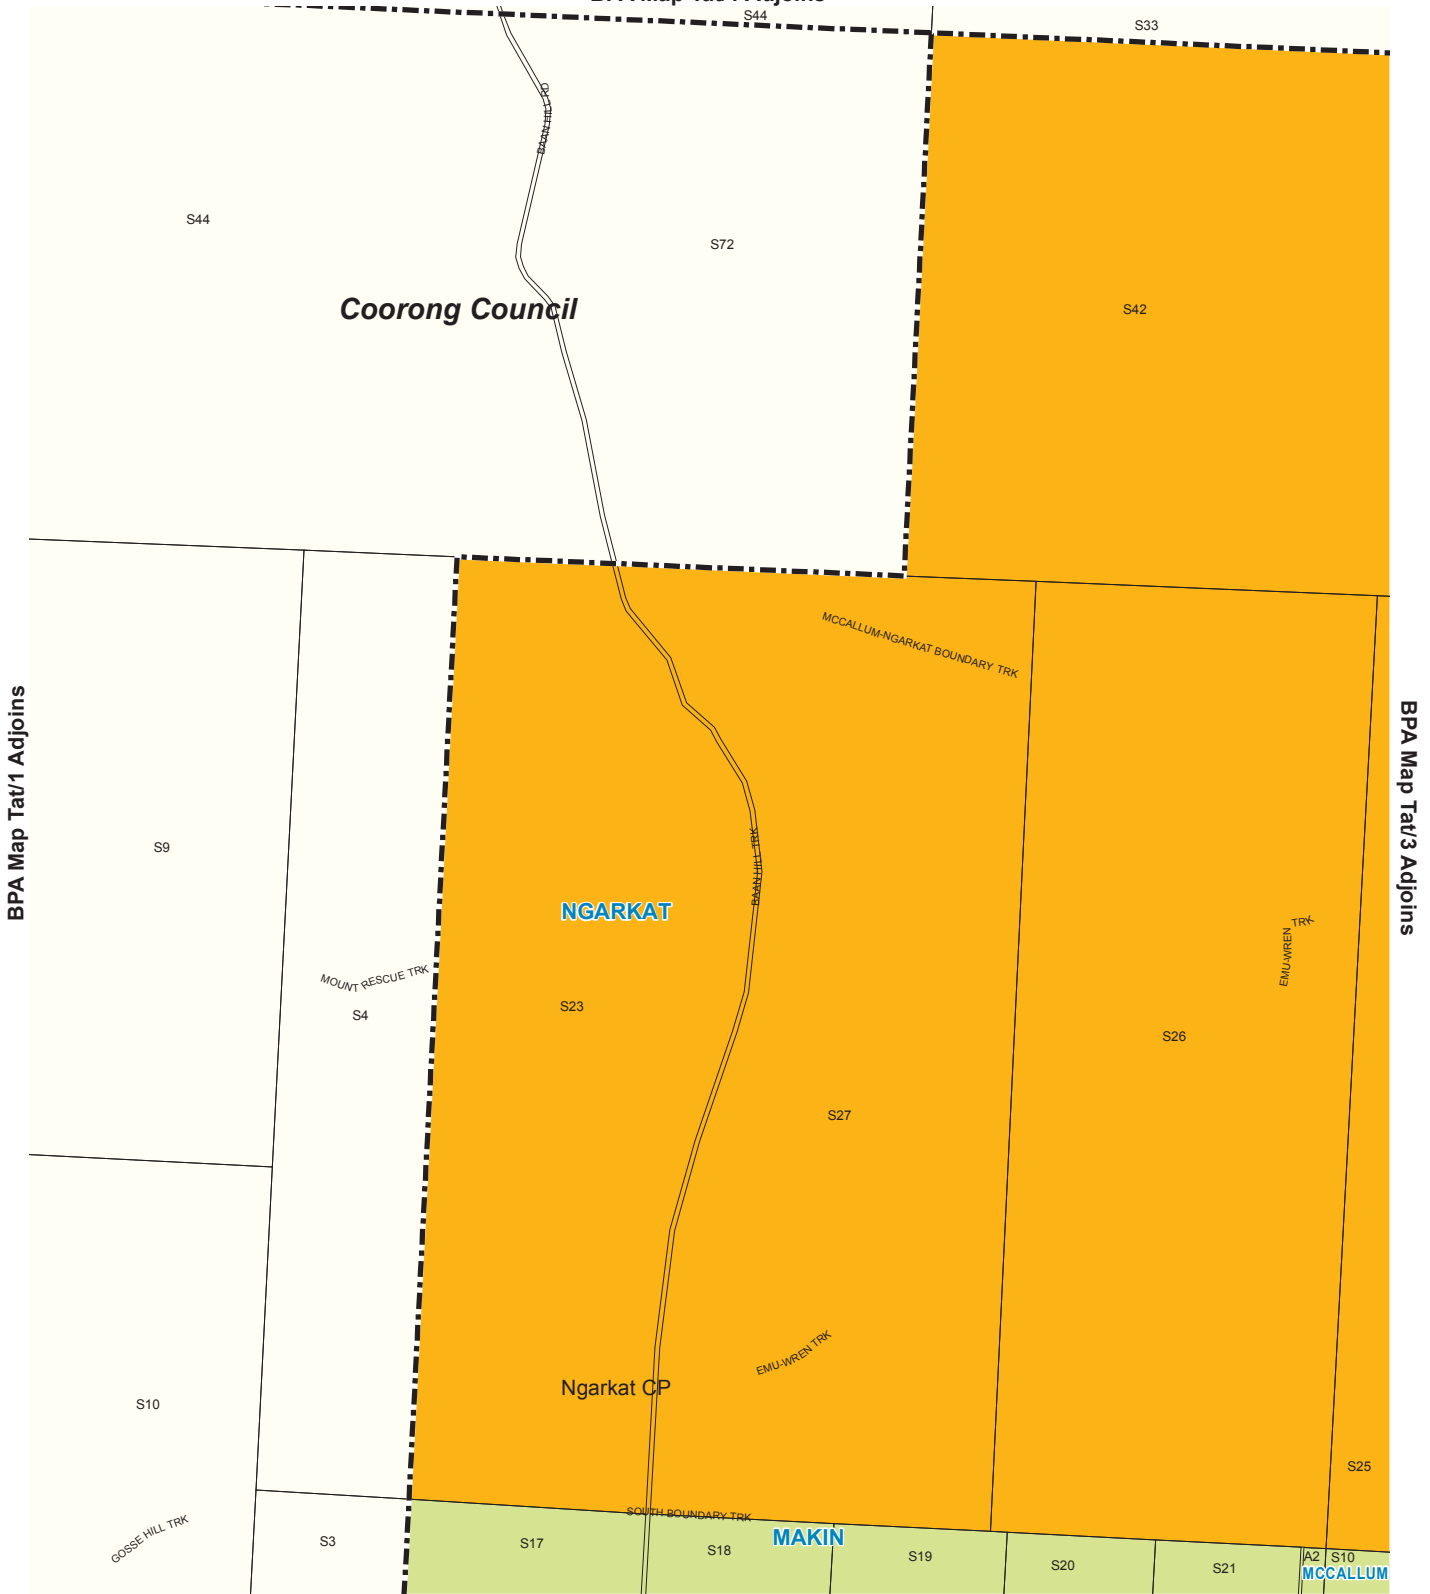 S44
S33
BAAN HILL RD
S44
S72
Coorong Council
S42
MCCALLUM-NGARKAT BOUNDARY TRK
BPA Map Tat/1 Adjoins
BPA Map Tat/3 Adjoins
S9
BAAN HILL TRK
NGARKAT
EMU-WREN TRK
MOUNT RESCUE TRK
S23
S4
S26
S27
EMU-WREN TRK
Ngarkat CP
S10
S25
SOUTH BOUNDARY TRK
GOSSE HILL TRK
S3
S17
MAKIN
S18
S19
S20
S21
A2
S10
MCCALLUM